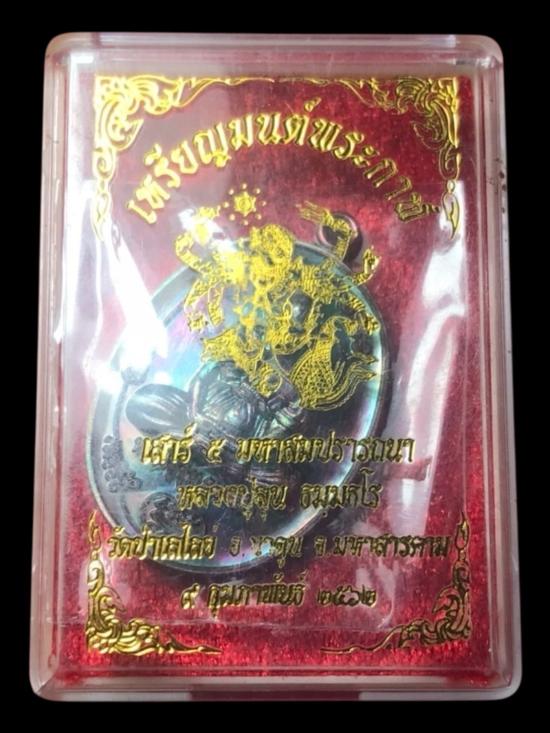 เหรียญมนต์พระกาฬ
เสาร์ ๕ มหาสมปรารถนา
หลวงปู่สุน ธมฺมธโร
วัดป่าเลไลย์ อ.นาดูน จ.มหาสารคาม
๙ กุมภาพันธ์ ๒๕๖๒